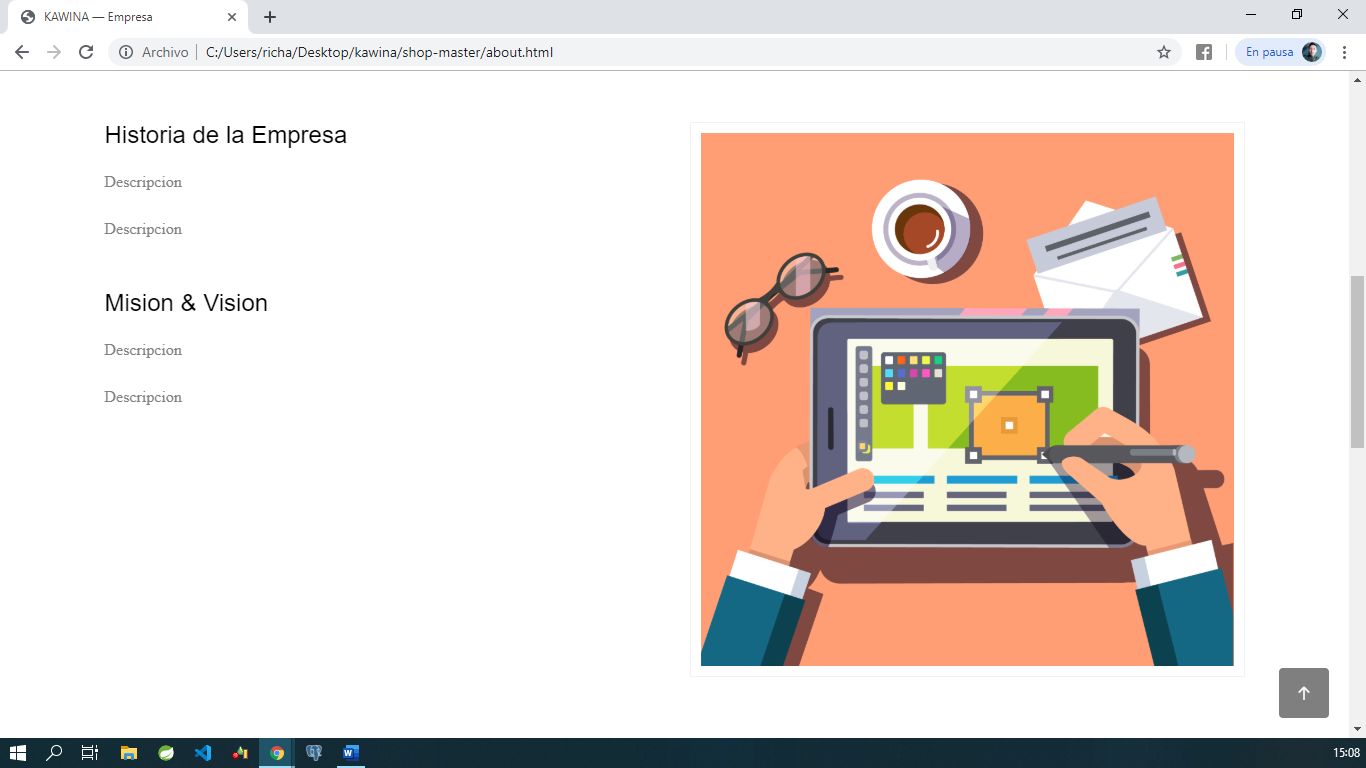 KAWINA — Empresa
Archivo
C:/Users/richa/Desktop/kawina/shop-master/about.html
En pausa
Historia de la Empresa
Descripcion
Descripcion
Mision & Vision
Descripcion
Descripcion
15:08